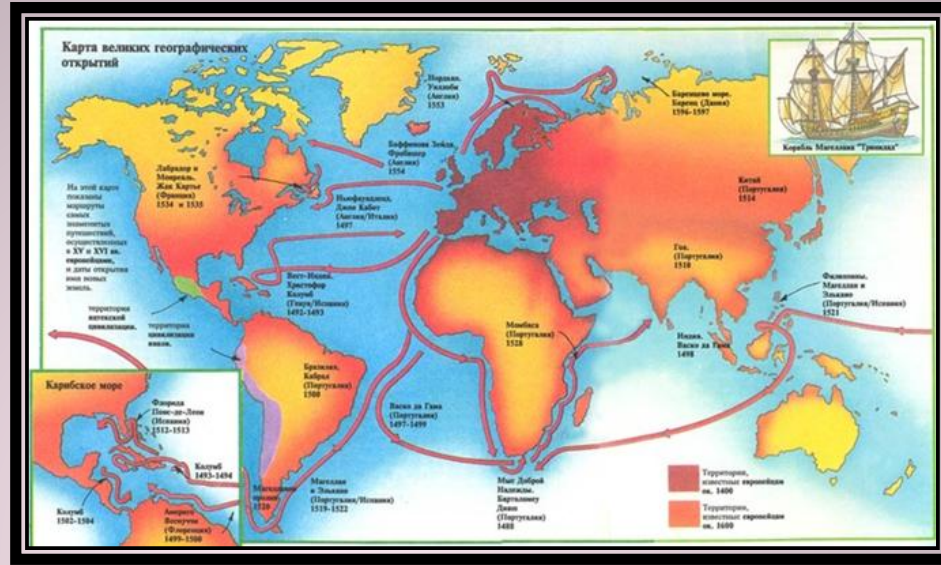 Карта великих географических
открытий
Нордкап.
Уиллоби
(Англия)
1553
Баренцево море.
Баренц (Дания)
1596-1597
Корабль Магеллана "Тринидад"
Баффинова Земля.
Фробишер
(Англия)
1554
Лабрадор и
Монреаль.
Жак Картье
(Франция)
1534 и 1535
На этой карте
показаны
маршруты
самых
знаменитых
путешествий,
осуществленных
в XV и XVI вв.
европейцами,
и даты открытия
ими новых
земель.
Ньюфаундленд.
Джон Кабот
(Англия/Италия)
1497
Китай
(Португалия)
1514
Гоа.
(Португалия)
1510
Вест-Индия.
Христофор
Колумб
(Генуя/Испания)
1492-1493
Филиппины.
Магеллан и
Элькано
(Португалия/Испания)
1521
территория
ацтекской
цивилизации.
территория
цивилизации
инков.
Момбаса
(Португалия)
1528
Индия.
Васко да Гама
1498
Бразилия.
Кабрал
(Португалия)
1500
Карибское море
Флорида
Понс-де-Леон
(Испания)
1512-1513
Колумб
1493-1494
Колумб
1502-1504
Америго
Веспуччи
(Флоренция)
1499-1500
Васко да Гама
(Португалия)
1497-1499
Магелланов
пролив
1520
Магеллан
и Элькано
(Португалия/Испания)
1519-1522
Мыс Доброй
Надежды.
Бартоломеу
Диаш
(Португалия)
1488
Территории,
известные европейцам
ок. 1400
Территории,
известные европейцам
ок. 1600